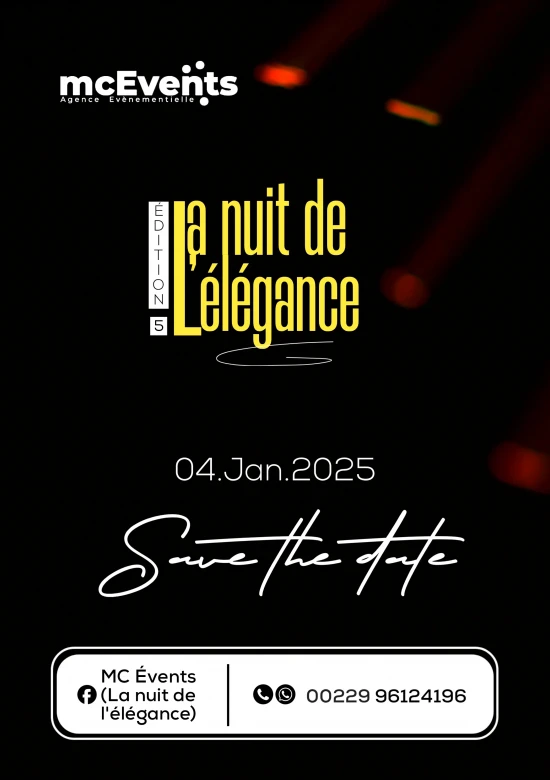 mcEvents
Agence Evènementielle
ÉDITION
5
La nuit de
L'élégance
04.Jan.2025
Save the date
MC Évents
(La nuit de
l'élégance)
00229 96124196